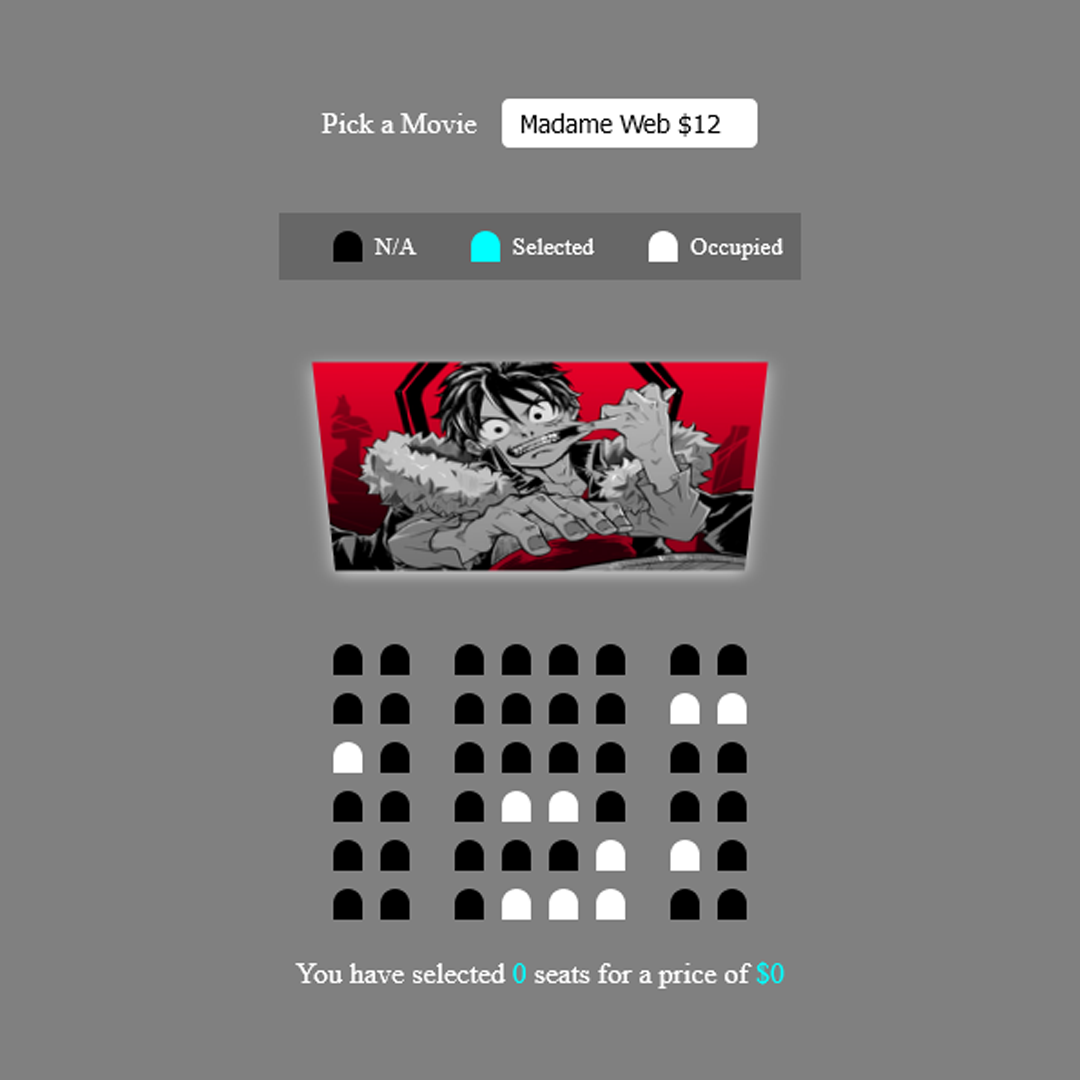 Pick a Movie Madame Web $12
N/A Selected Occupied
You have selected 0 seats for a price of $0